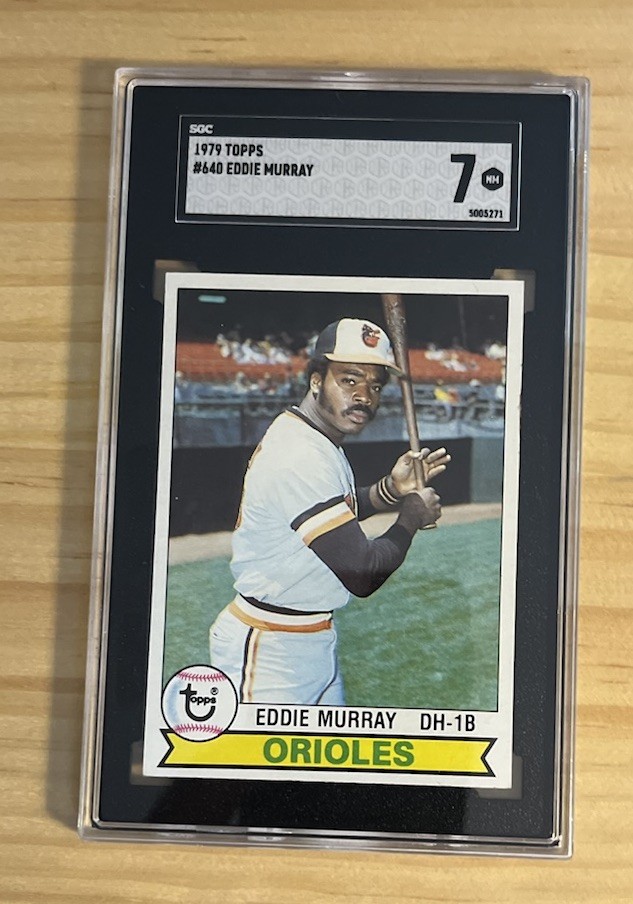 SGC
1979 TOPPS
#640 EDDIE MURRAY
7 NM
5005271
Topps®
EDDIE MURRAY DH-1B
ORIOLES